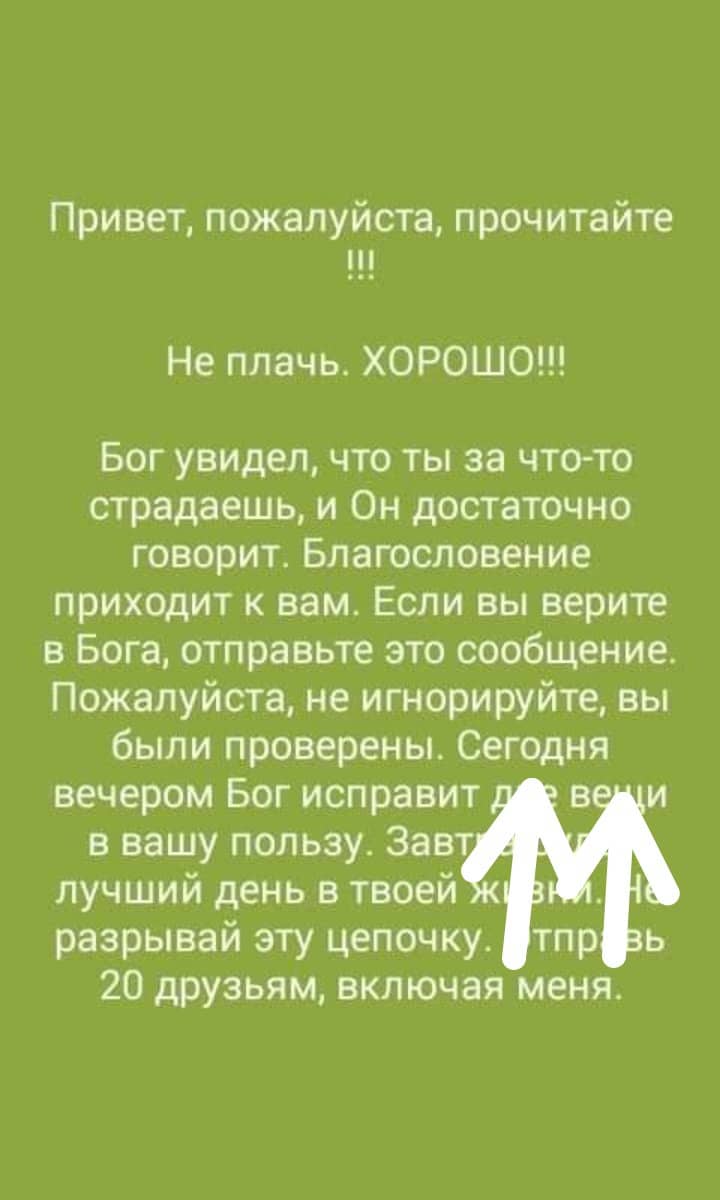 Привет, пожалуйста, прочитайте
!!!
Не плачь. ХОРОШО!!!
Бог увидел, что ты за что-то
страдаешь, и Он достаточно
говорит. Благословение
приходит к вам. Если вы верите
в Бога, отправьте это сообщение.
Пожалуйста, не игнорируйте, вы
были проверены. Сегодня
вечером Бог исправит
в вашу пользу.
лучший день в твоей
разрывай эту цепочку.
20 друзьям, включая меня.